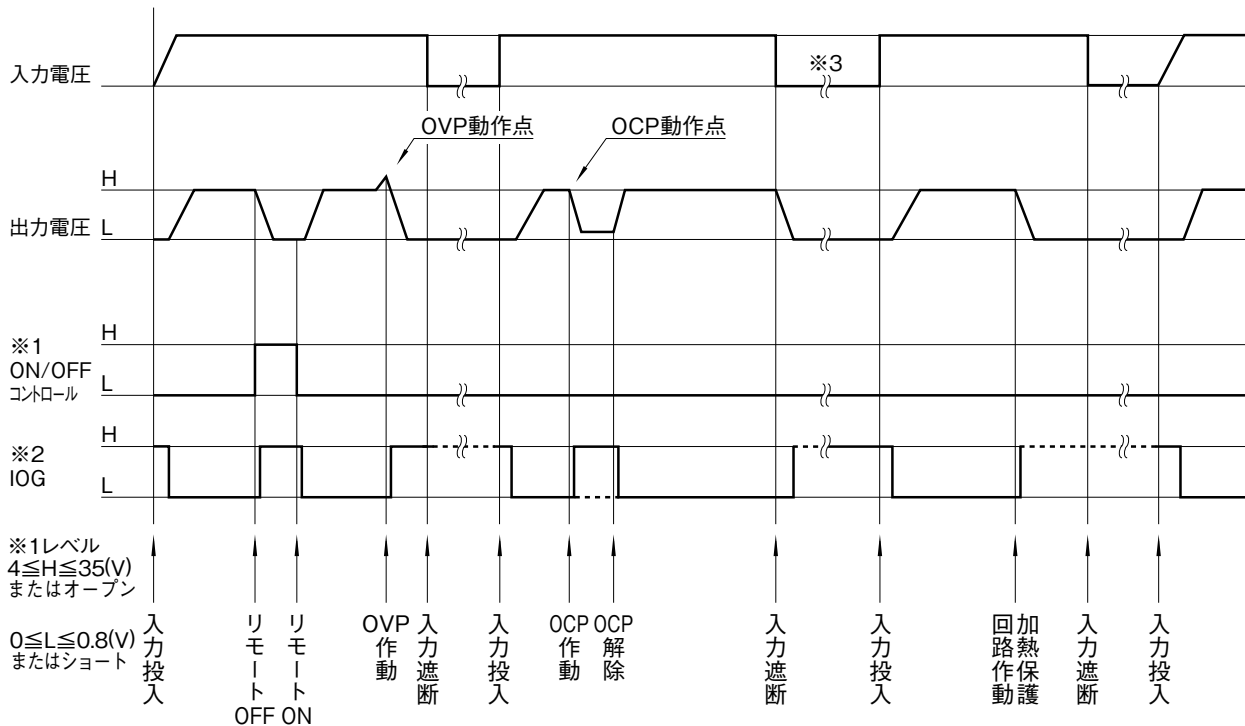 入力電圧
※3
OVP動作点
OCP動作点
H
出力電圧
L
H
※1
ON/OFF
コントロール
L
H
※2
IOG
L
※1レベル
4≦H≦35(V)
またはオープン
0≦L≦0.8(V)
またはショート
入力投入
リモートOFF
リモートON
OVP作動
入力遮断
入力投入
OCP作動
OCP解除
入力遮断
入力投入
加熱保護
回路作動
入力遮断
入力投入